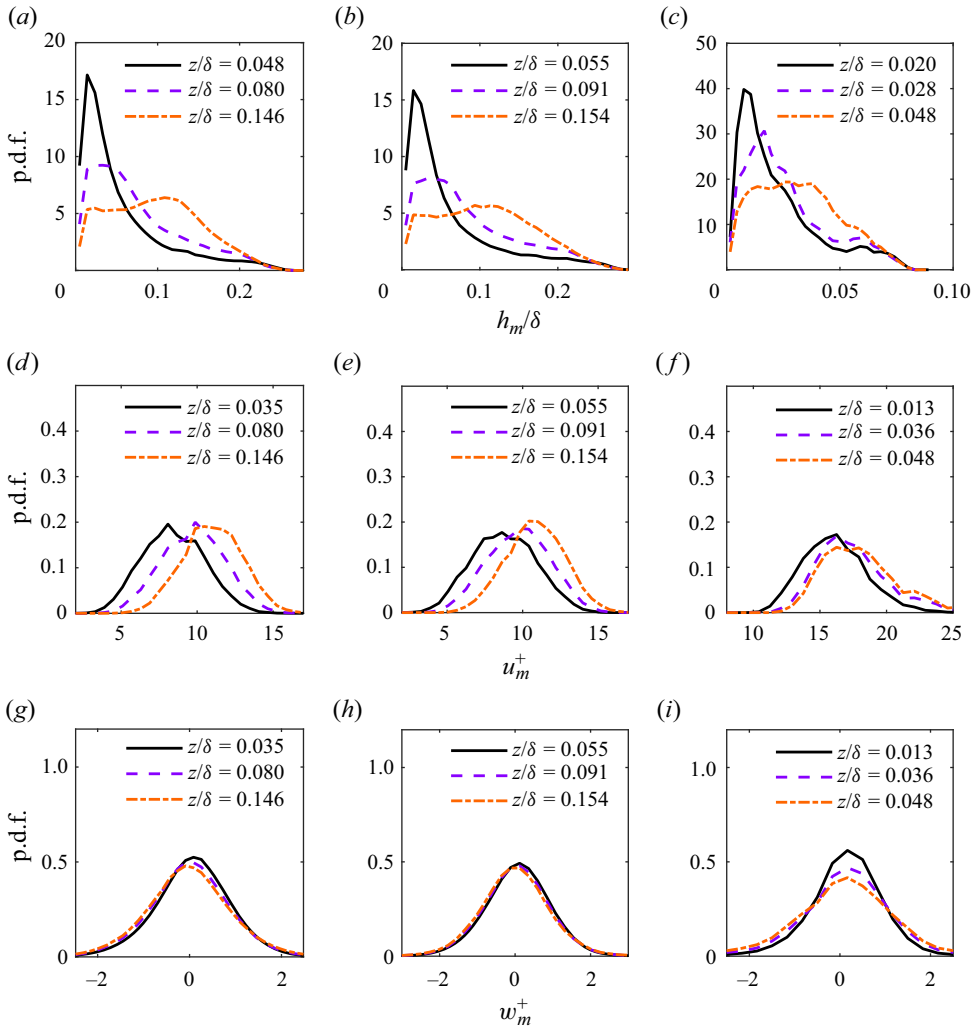 (a) (b) (c)
20 20 50
z/δ = 0.048 z/δ = 0.055 z/δ = 0.020
z/δ = 0.080 z/δ = 0.091 z/δ = 0.028
z/δ = 0.146 z/δ = 0.154 z/δ = 0.048
15 15 40
p.d.f.
10 10 30
5 5 20
10
0 0.1 0.2 0 0.1 0.2 0 0.05 0.10
h_m/δ
(d) (e) (f)
z/δ = 0.035 z/δ = 0.055 z/δ = 0.013
z/δ = 0.080 z/δ = 0.091 z/δ = 0.036
z/δ = 0.146 z/δ = 0.154 z/δ = 0.048
0.4 0.4 0.4
p.d.f.
0.3 0.3 0.3
0.2 0.2 0.2
0.1 0.1 0.1
0 0 0
5 10 15 5 10 15 10 15 20 25
u_m^+
(g) (h) (i)
z/δ = 0.035 z/δ = 0.055 z/δ = 0.013
z/δ = 0.080 z/δ = 0.091 z/δ = 0.036
z/δ = 0.146 z/δ = 0.154 z/δ = 0.048
1.0 1.0 1.0
p.d.f.
0.5 0.5 0.5
0 0 0
−2 0 2 −2 0 2 −2 0 2
w_m^+